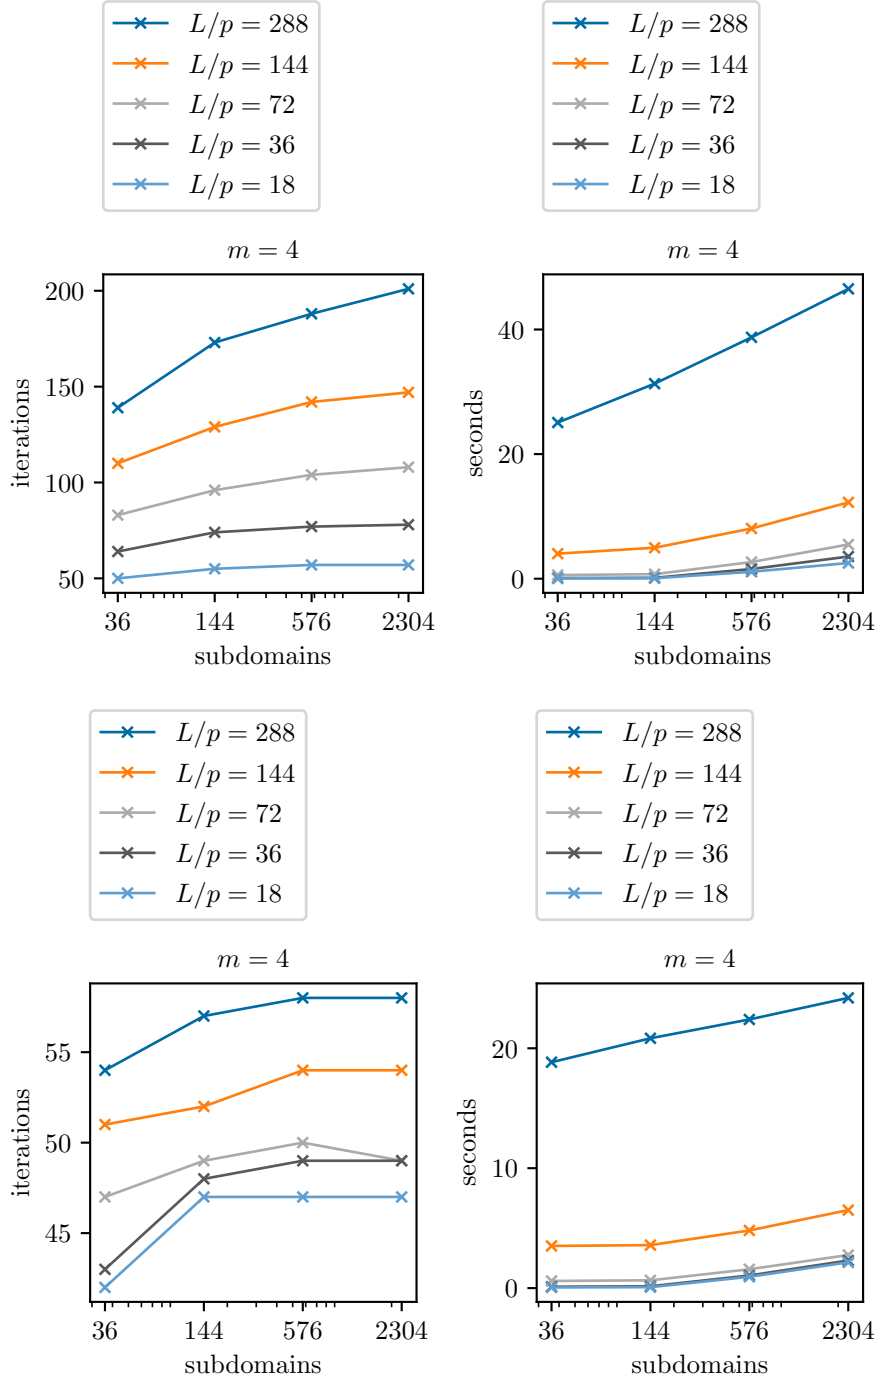 L/p = 288
L/p = 144
L/p = 72
L/p = 36
L/p = 18
m = 4
200
150
100
50
iterations
36 144 576 2304
subdomains
L/p = 288
L/p = 144
L/p = 72
L/p = 36
L/p = 18
m = 4
40
20
0
seconds
36 144 576 2304
subdomains
L/p = 288
L/p = 144
L/p = 72
L/p = 36
L/p = 18
m = 4
55
50
45
iterations
36 144 576 2304
subdomains
L/p = 288
L/p = 144
L/p = 72
L/p = 36
L/p = 18
m = 4
20
10
0
seconds
36 144 576 2304
subdomains